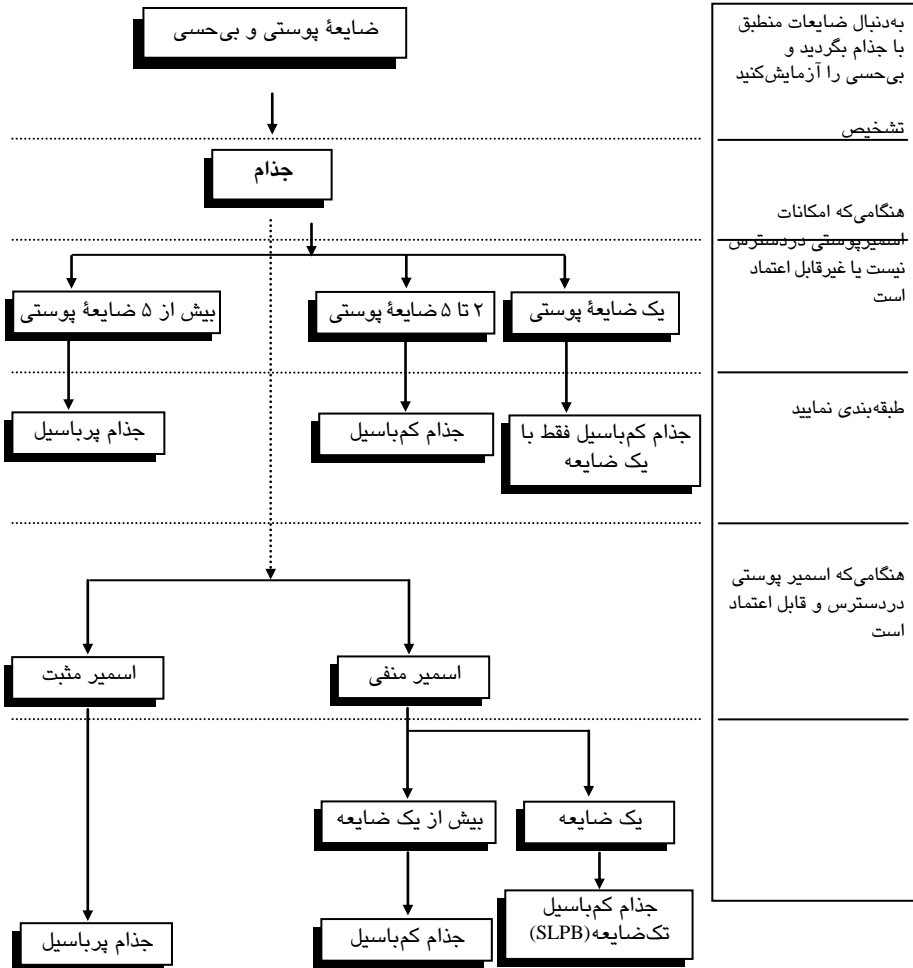 ضایعهٔ پوستی و بی‌حسی
به‌دنبال ضایعات منطبق
با جذام بگردید و
بی‌حسی را آزمایش‌کنید
تشخیص
جذام
هنگامی‌که امکانات
اسمیرپوستی دردسترس
نیست یا غیرقابل اعتماد
است
یک ضایعهٔ پوستی
۲ تا ۵ ضایعهٔ پوستی
بیش از ۵ ضایعهٔ پوستی
طبقه‌بندی نمایید
جذام کم‌باسیل فقط با
یک ضایعه
جذام کم‌باسیل
جذام پرباسیل
هنگامی‌که اسمیر پوستی
دردسترس و قابل اعتماد
است
اسمیر منفی
اسمیر مثبت
یک ضایعه
بیش از یک ضایعه
جذام کم‌باسیل
تک‌ضایعه(SLPB)
جذام کم‌باسیل
جذام پرباسیل